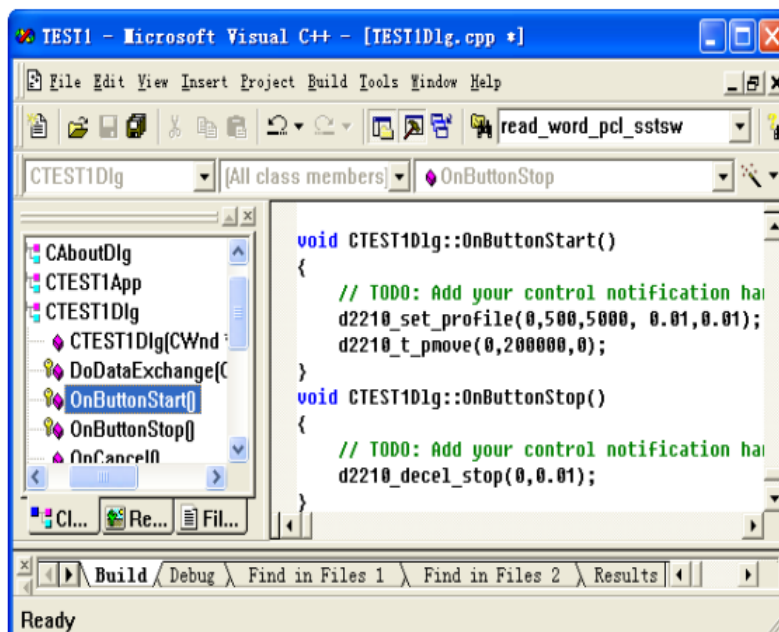 TEST1 - Microsoft Visual C++ - [TEST1Dlg.cpp *]
File Edit View Insert Project Build Tools Window Help
read_word_pcl_sstsw
CTEST1Dlg (All class members) OnButtonStop
CAboutDlg
CTEST1App
CTEST1Dlg
CTEST1Dlg(CWnd
DoDataExchange(C
OnButtonStart()
OnButtonStop()
OnCancel()
Cl... Re... Fil...
void CTEST1Dlg::OnButtonStart()
{
// TODO: Add your control notification han
d2210_set_profile(0,500,5000, 0.01,0.01);
d2210_t_pmove(0,200000,0);
}
void CTEST1Dlg::OnButtonStop()
{
// TODO: Add your control notification han
d2210_decel_stop(0,0.01);
}
Build Debug Find in Files 1 Find in Files 2 Results
Ready